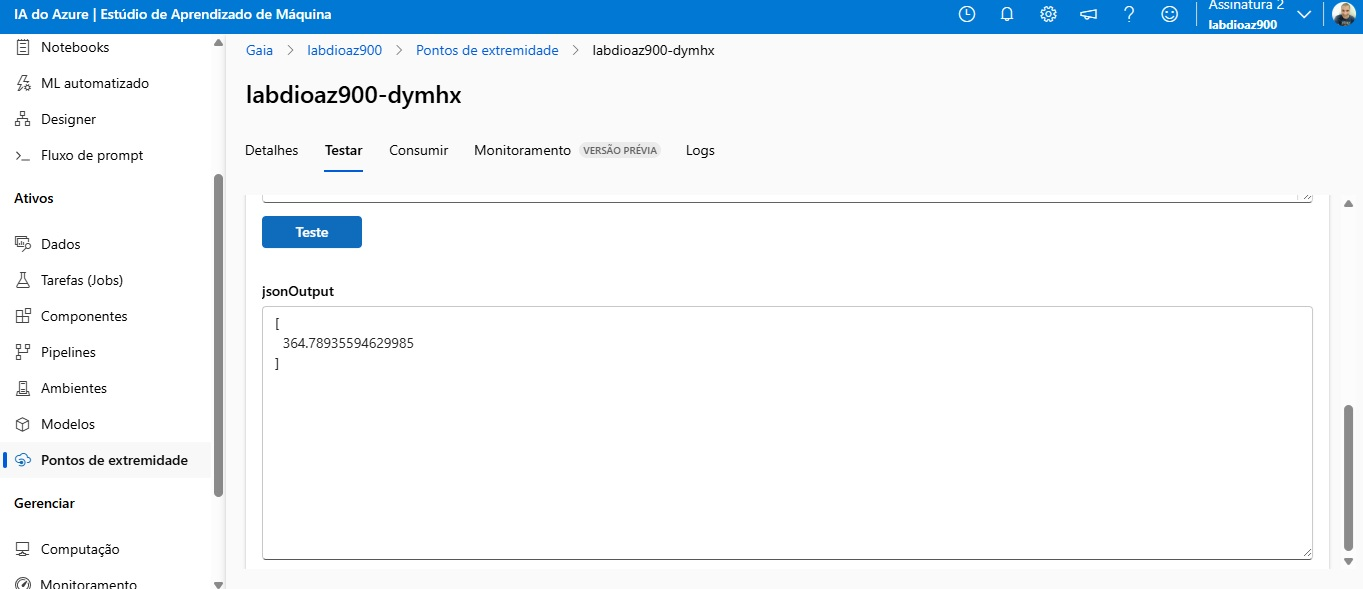 IA do Azure | Estúdio de Aprendizado de Máquina
Assinatura 2
labdioaz900
Notebooks
ML automatizado
Designer
Fluxo de prompt
Ativos
Dados
Tarefas (Jobs)
Componentes
Pipelines
Ambientes
Modelos
Pontos de extremidade
Gerenciar
Computação
Monitoramento
Gaia > labdioaz900 > Pontos de extremidade > labdioaz900-dymhx
labdioaz900-dymhx
Detalhes Testar Consumir Monitoramento VERSÃO PRÉVIA Logs
Teste
jsonOutput
[
364.78935594629985
]